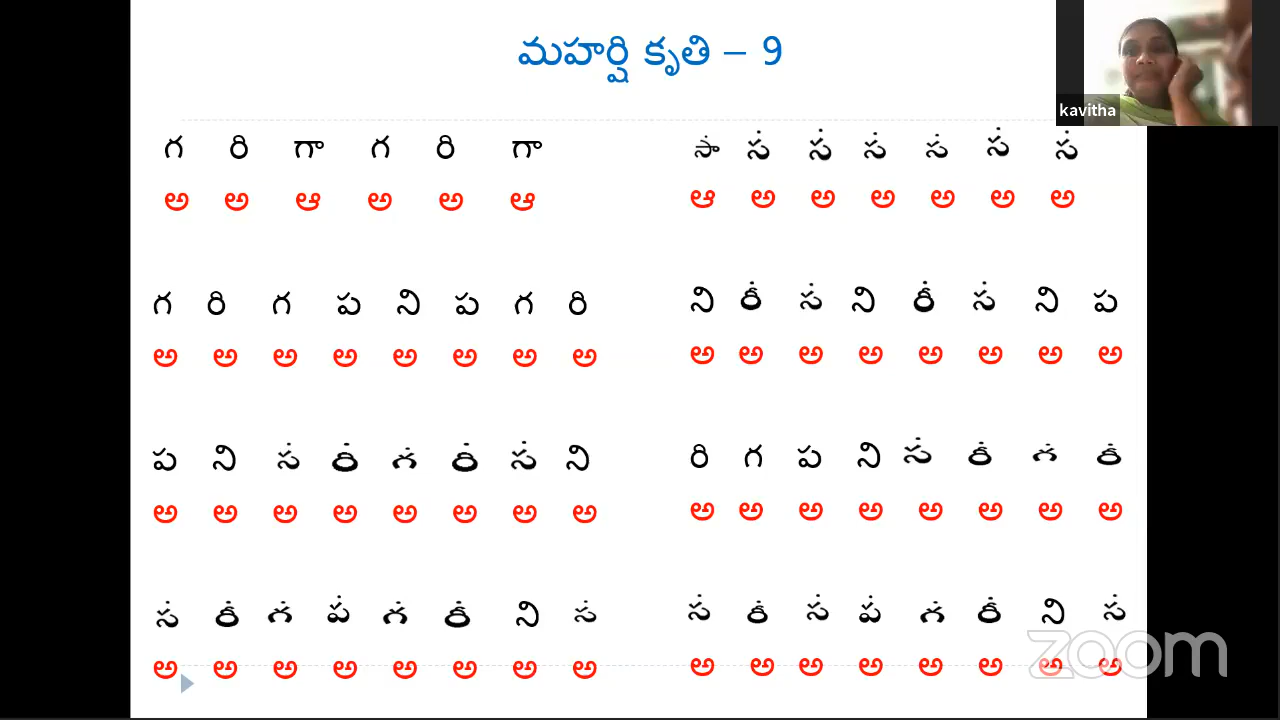 మహర్షి కృతి – 9
kavitha
గ రి గా గ రి గా సాׄ సׄ సׄ సׄ సׄ సׄ సׄ
అ అ ఆ అ అ ఆ ఆ అ అ అ అ అ అ
గ రి గ ప ని ప గ రి ని రిׄ సׄ ని రిׄ సׄ ని ప
అ అ అ అ అ అ అ అ అ అ అ అ అ అ అ అ
ప ని సׄ రిׄ గׄ రిׄ సׄ ని రి గ ప ని సׄ రిׄ గׄ రిׄ
అ అ అ అ అ అ అ అ అ అ అ అ అ అ అ అ
సׄ రిׄ గׄ పׄ గׄ రిׄ ని సׄ సׄ రిׄ సׄ పׄ గׄ రిׄ ని సׄ
అ అ అ అ అ అ అ అ అ అ అ అ అ అ అ అ
zoom